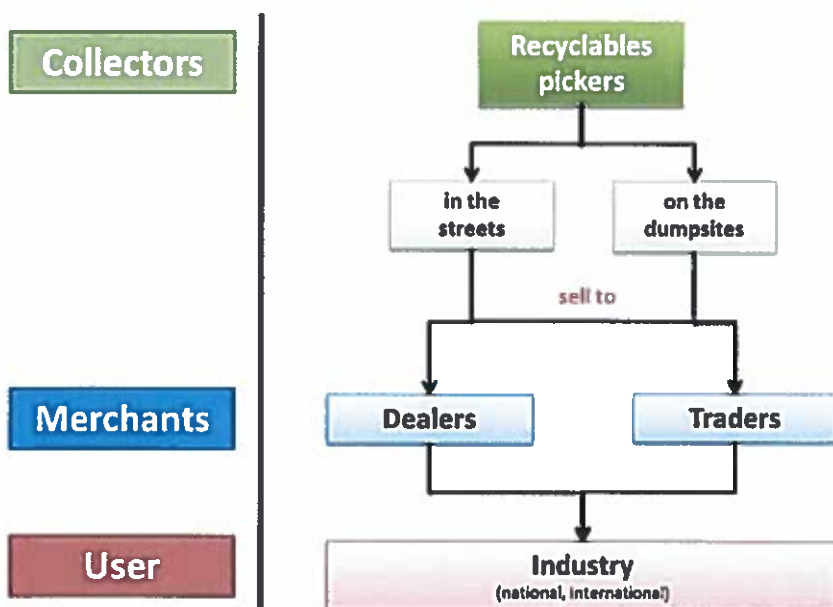 Collectors
Recyclables
pickers
in the
streets
on the
dumpsites
sell to
Merchants
Dealers
Traders
User
Industry
(national, international)